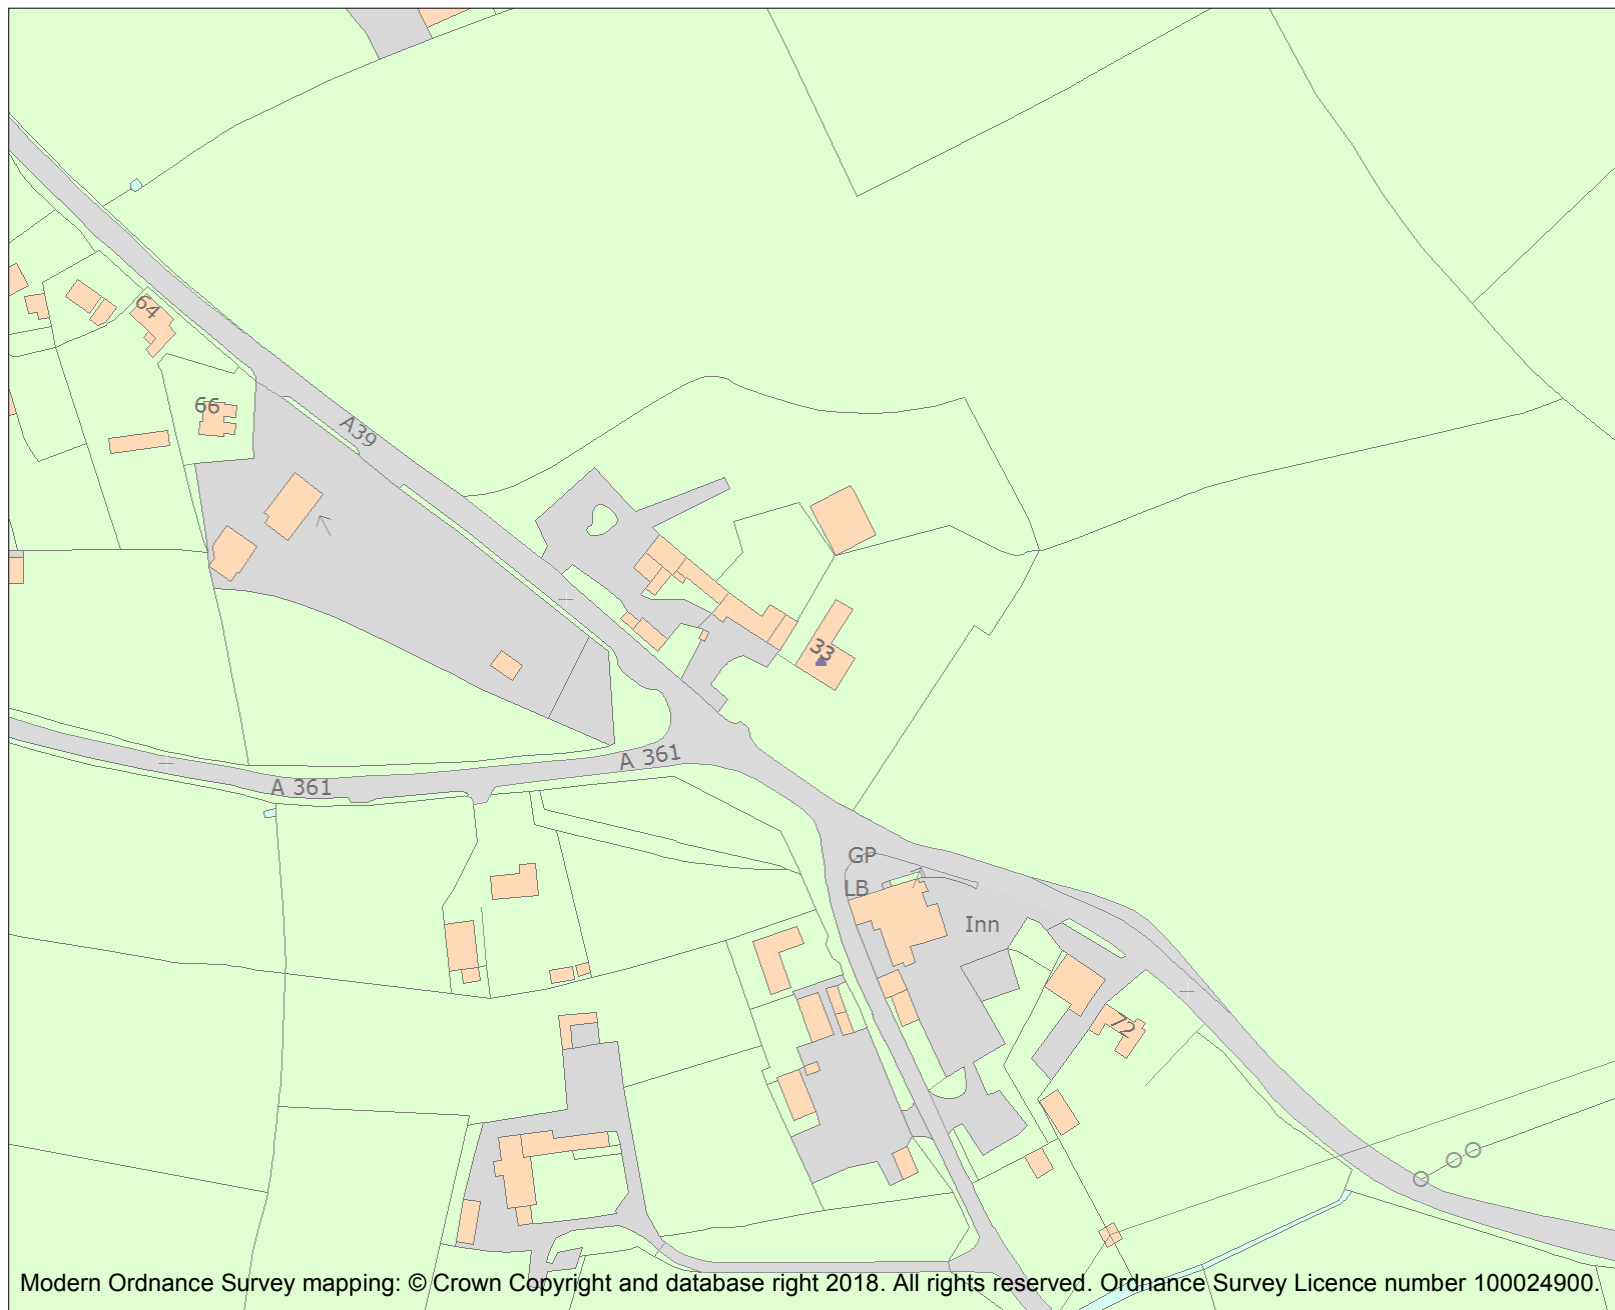 64
66
A39
33
A 361
A 361
GP
LB
Inn
72
Modern Ordnance Survey mapping: © Crown Copyright and database right 2018. All rights reserved. Ordnance Survey Licence number 100024900.